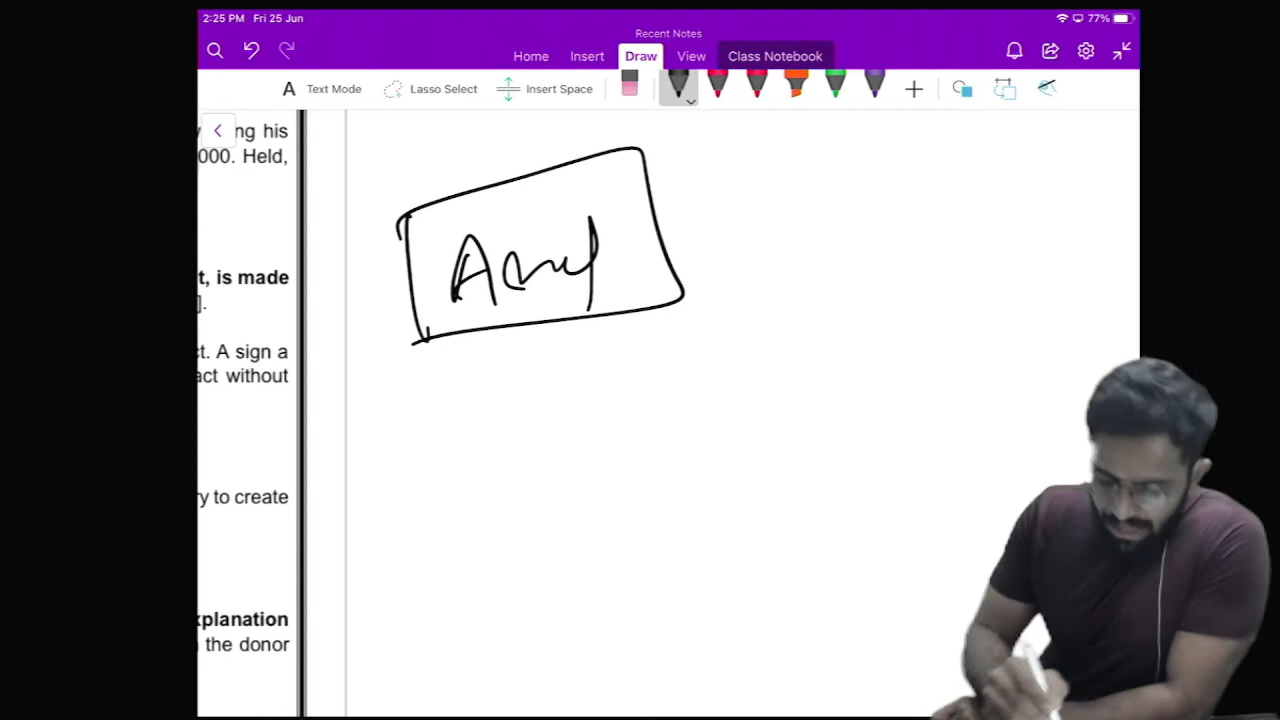 2:25 PM Fri 25 Jun
77%
Recent Notes
Home Insert Draw View Class Notebook
A Text Mode Lasso Select Insert Space
ng his
000. Held,
t, is made
].
ct. A sign a
act without
ry to create
xplanation
the donor